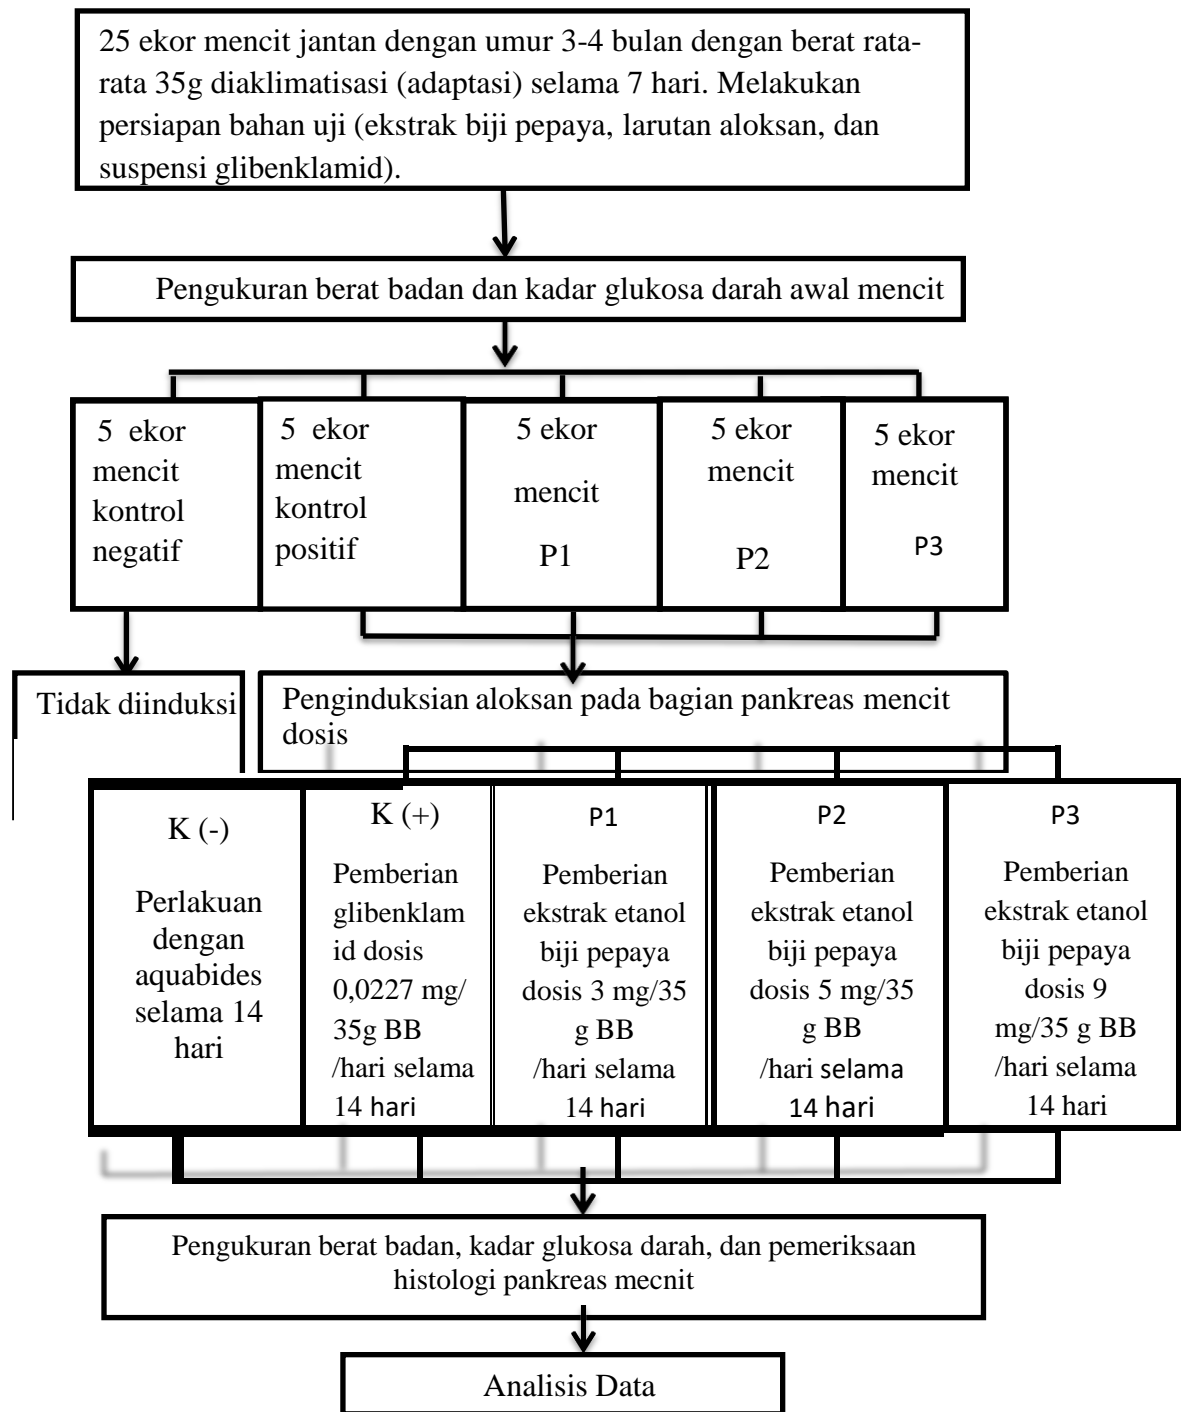 25 ekor mencit jantan dengan umur 3-4 bulan dengan berat rata-
rata 35g diaklimatisasi (adaptasi) selama 7 hari. Melakukan
persiapan bahan uji (ekstrak biji pepaya, larutan aloksan, dan
suspensi glibenklamid).
Pengukuran berat badan dan kadar glukosa darah awal mencit
5 ekor
mencit
kontrol
negatif
5 ekor
mencit
kontrol
positif
5 ekor
mencit
P1
5 ekor
mencit
P2
5 ekor
mencit
P3
Tidak diinduksi
Penginduksian aloksan pada bagian pankreas mencit
dosis
K (-)
Perlakuan
dengan
aquabides
selama 14
hari
K (+)
Pemberian
glibenklam
id dosis
0,0227 mg/
35g BB
/hari selama
14 hari
P1
Pemberian
ekstrak etanol
biji pepaya
dosis 3 mg/35
g BB
/hari selama
14 hari
P2
Pemberian
ekstrak etanol
biji pepaya
dosis 5 mg/35
g BB
/hari selama
14 hari
P3
Pemberian
ekstrak etanol
biji pepaya
dosis 9
mg/35 g BB
/hari selama
14 hari
Pengukuran berat badan, kadar glukosa darah, dan pemeriksaan
histologi pankreas mecnit
Analisis Data